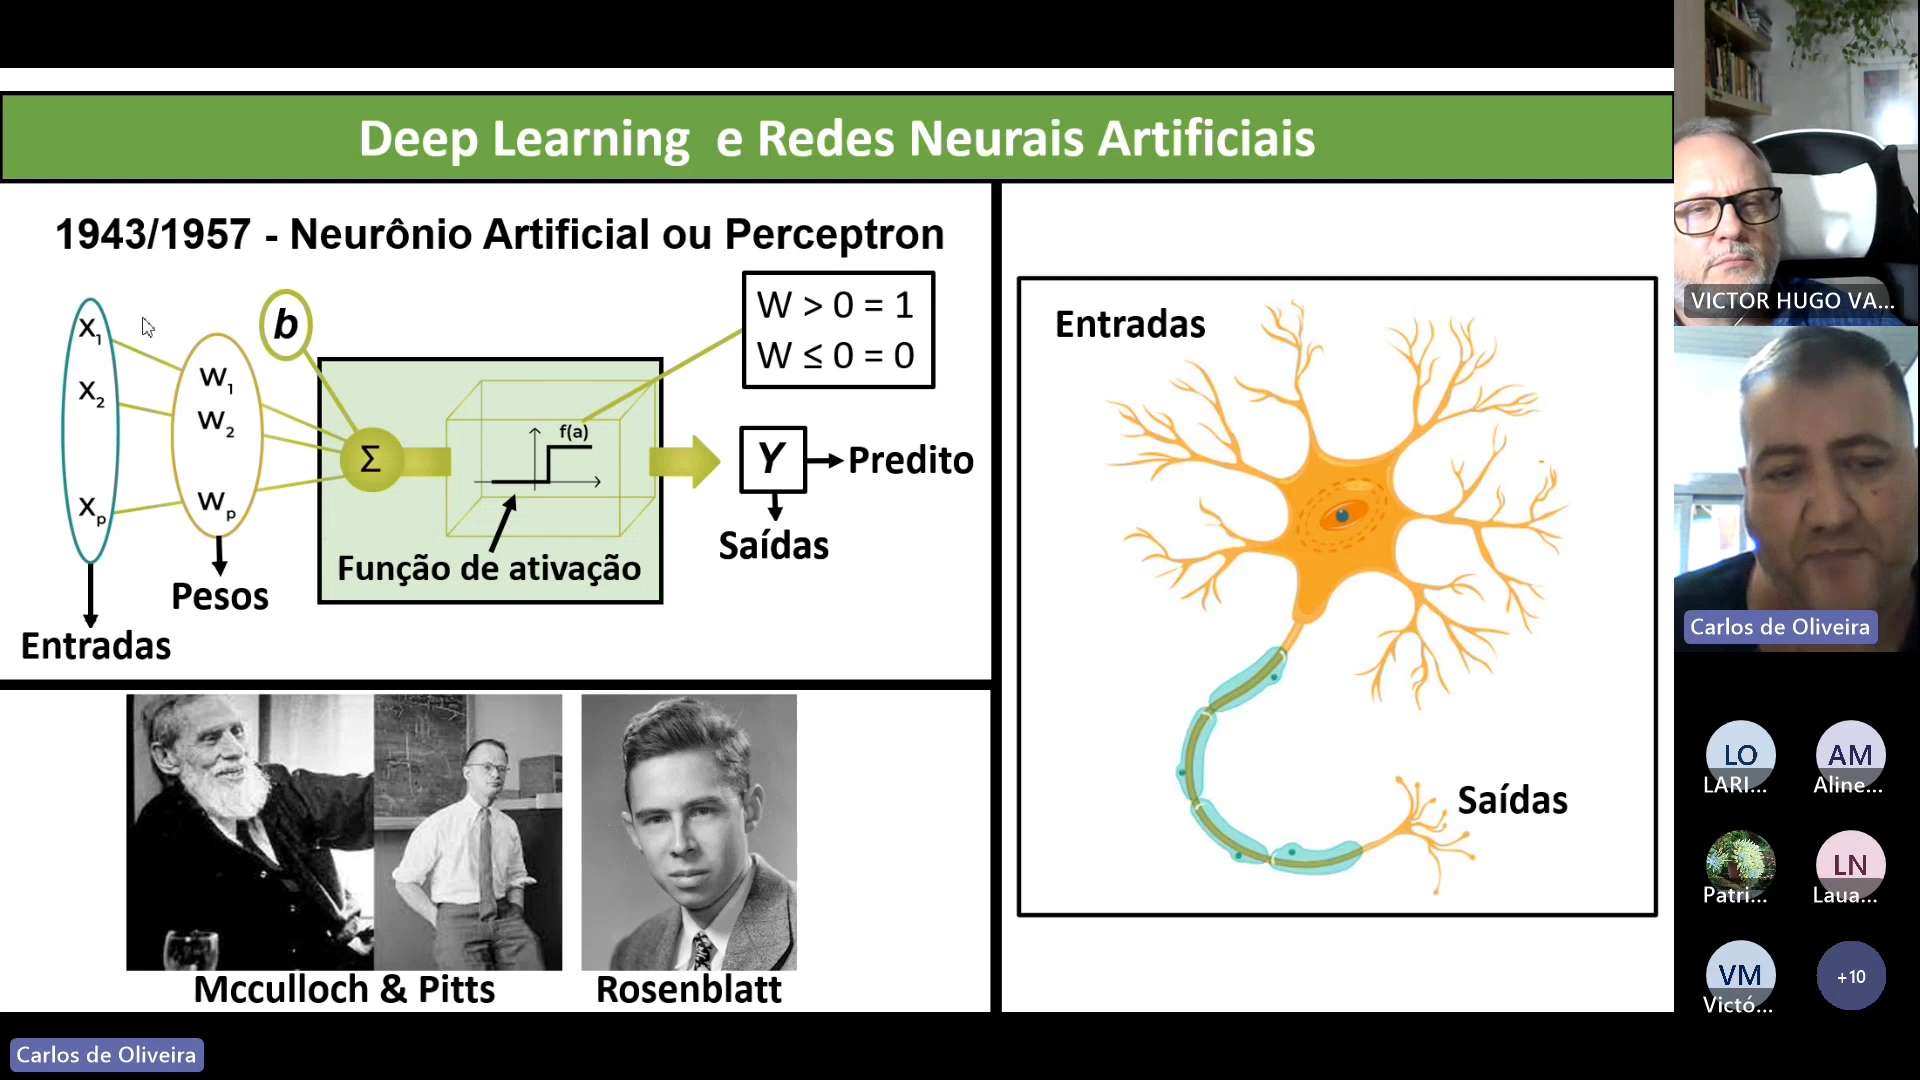 Deep Learning e Redes Neurais Artificiais
1943/1957 - Neurônio Artificial ou Perceptron
x1
x2
xp
w1
w2
wp
b
Σ
f(a)
W > 0 = 1
W ≤ 0 = 0
Y
Predito
Saídas
Função de ativação
Pesos
Entradas
Mcculloch & Pitts
Rosenblatt
Entradas
Saídas
VICTOR HUGO VA...
Carlos de Oliveira
LO
LARI...
AM
Aline...
Patri...
LN
Laua...
VM
Victó...
+10
Carlos de Oliveira